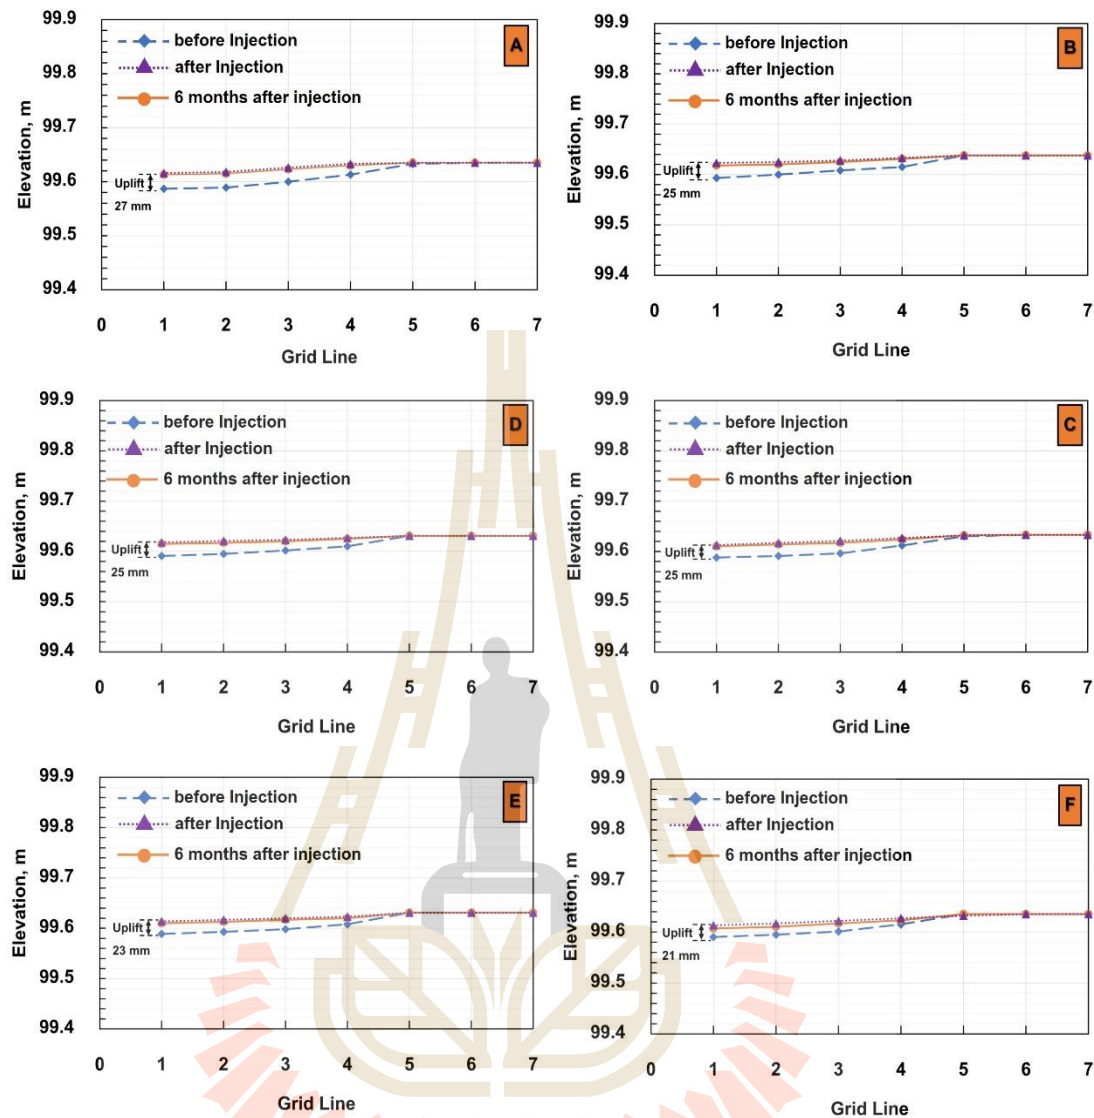 99.9
99.8
99.7
99.6
99.5
99.4
Elevation, m
before Injection
after Injection
6 months after injection
A
Uplift
27 mm
0 1 2 3 4 5 6 7
Grid Line
99.9
99.8
99.7
99.6
99.5
99.4
Elevation, m
before Injection
after Injection
6 months after injection
B
Uplift
25 mm
0 1 2 3 4 5 6 7
Grid Line
99.9
99.8
99.7
99.6
99.5
99.4
Elevation, m
before Injection
after Injection
6 months after injection
D
Uplift
25 mm
0 1 2 3 4 5 6 7
Grid Line
99.9
99.8
99.7
99.6
99.5
99.4
Elevation, m
before Injection
after Injection
6 months after injection
C
Uplift
25 mm
0 1 2 3 4 5 6 7
Grid Line
99.9
99.8
99.7
99.6
99.5
99.4
Elevation, m
before Injection
after Injection
6 months after injection
E
Uplift
23 mm
0 1 2 3 4 5 6 7
Grid Line
99.9
99.8
99.7
99.6
99.5
99.4
Elevation, m
before Injection
after Injection
6 months after injection
F
Uplift
21 mm
0 1 2 3 4 5 6 7
Grid Line